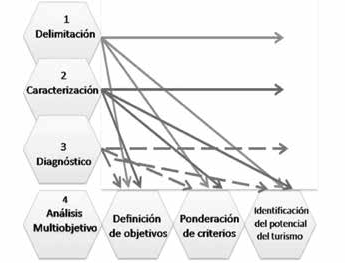 1
Delimitación
2
Caracterización
3
Diagnóstico
4
Análisis
Multiobjetivo
Definición
de objetivos
Ponderación
de criterios
Identificación
del potencial
del turismo